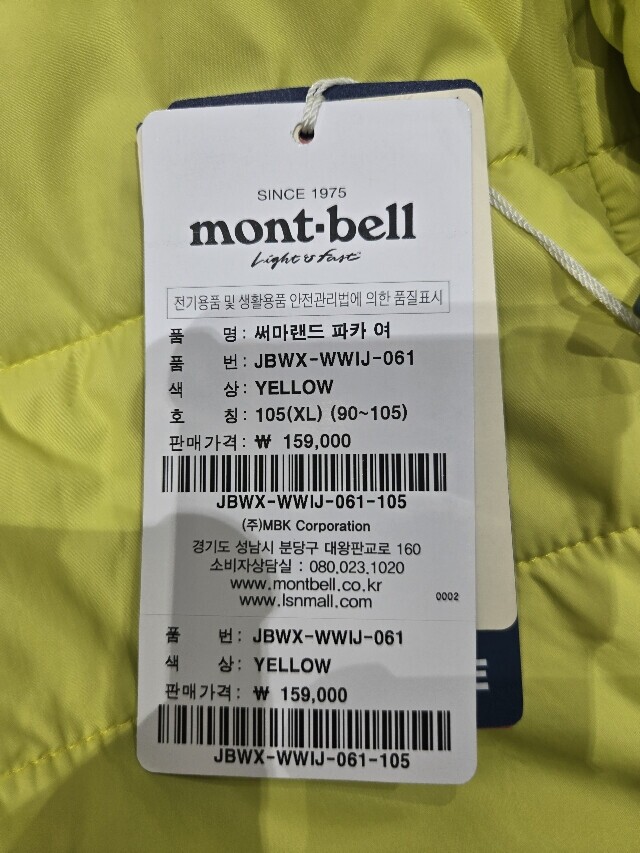 SINCE 1975
mont-bell
Light & Fast
전기용품 및 생활용품 안전관리법에 의한 품질표시
품 명: 써마랜드 파카 여
품 번: JBWX-WWIJ-061
색 상: YELLOW
호 칭: 105(XL) (90~105)
판매가격: ₩ 159,000
JBWX-WWIJ-061-105
(주)MBK Corporation
경기도 성남시 분당구 대왕판교로 160
소비자상담실 : 080.023.1020
www.montbell.co.kr
www.lsnmall.com
0002
품 번: JBWX-WWIJ-061
색 상: YELLOW
판매가격: ₩ 159,000
JBWX-WWIJ-061-105
E